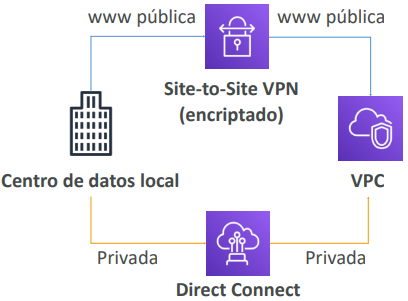 www pública
www pública
Site-to-Site VPN
(encriptado)
Centro de datos local
VPC
Privada
Privada
Direct Connect